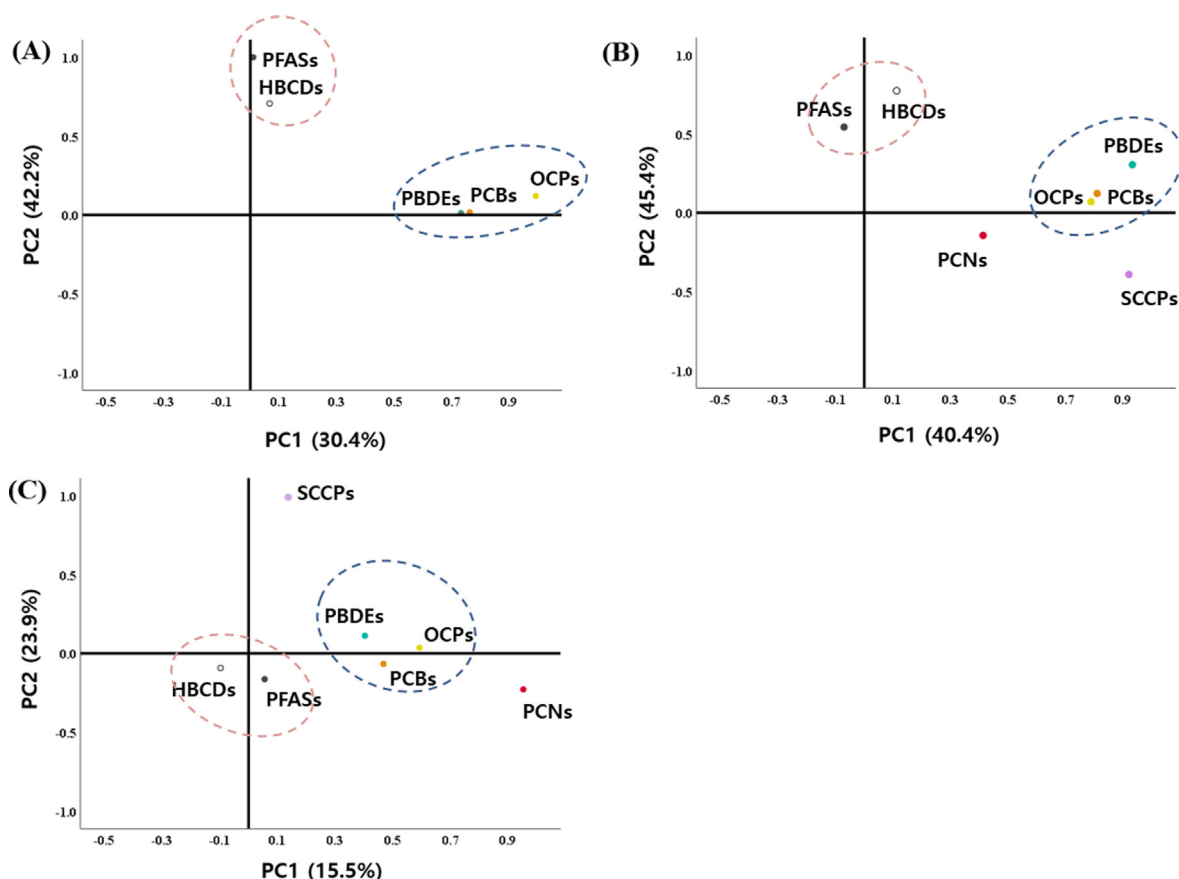 (A)
1.0
0.5
0.0
-0.5
-1.0
PC2 (42.2%)
PFASs
HBCDs
PBDEs
PCBs
OCPs
-0.5 -0.3 -0.1 0.1 0.3 0.5 0.7 0.9
PC1 (30.4%)
(B)
1.0
0.5
0.0
-0.5
-1.0
PC2 (45.4%)
PFASs
HBCDs
PBDEs
OCPs
PCBs
PCNs
SCCPs
-0.5 -0.3 -0.1 0.1 0.3 0.5 0.7 0.9
PC1 (40.4%)
(C)
1.0
0.5
0.0
-0.5
-1.0
PC2 (23.9%)
SCCPs
PBDEs
OCPs
PCBs
HBCDs
PFASs
PCNs
-0.5 -0.3 -0.1 0.1 0.3 0.5 0.7 0.9
PC1 (15.5%)